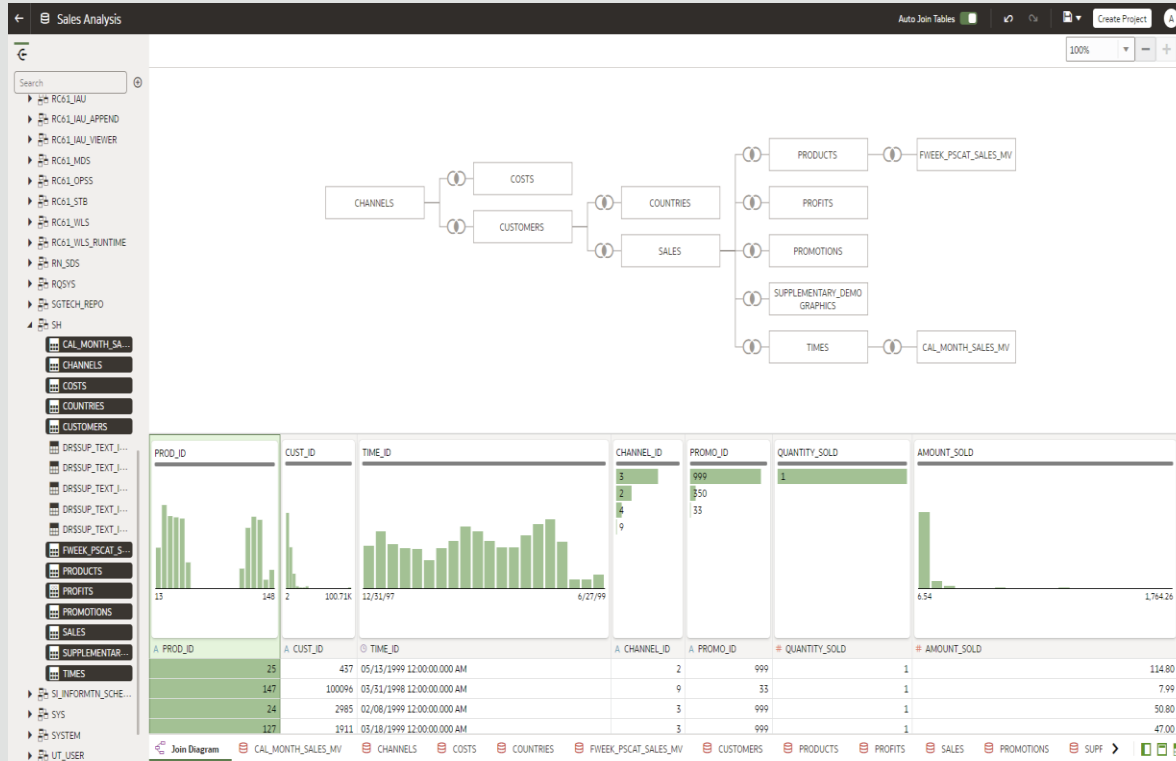 Sales Analysis
Auto Join Tables
Create Project
A
100%
Search
RC61_IAU
RC61_IAU_APPEND
RC61_IAU_VIEWER
RC61_MDS
RC61_OPSS
RC61_STB
RC61_WLS
RC61_WLS_RUNTIME
RN_SDS
RQSYS
SGTECH_REPO
SH
CAL_MONTH_SA...
CHANNELS
COSTS
COUNTRIES
CUSTOMERS
DR$SUP_TEXT_I...
DR$SUP_TEXT_I...
DR$SUP_TEXT_I...
DR$SUP_TEXT_I...
DR$SUP_TEXT_I...
FWEEK_PSCAT_S...
PRODUCTS
PROFITS
PROMOTIONS
SALES
SUPPLEMENTAR...
TIMES
SI_INFORMTN_SCHE...
SYS
SYSTEM
UT_USER
CHANNELS
COSTS
CUSTOMERS
COUNTRIES
SALES
PRODUCTS
FWEEK_PSCAT_SALES_MV
PROFITS
PROMOTIONS
SUPPLEMENTARY_DEMO
GRAPHICS
TIMES
CAL_MONTH_SALES_MV
PROD_ID CUST_ID TIME_ID CHANNEL_ID PROMO_ID QUANTITY_SOLD AMOUNT_SOLD
3 999 1
2 350
4 33
9
13 148 2 100.71K 12/31/97 6/27/99 6.54 1,764.26
A PROD_ID A CUST_ID TIME_ID A CHANNEL_ID A PROMO_ID # QUANTITY_SOLD # AMOUNT_SOLD
25 437 05/13/1999 12:00:00.000 AM 2 999 1 114.80
147 100096 03/31/1998 12:00:00.000 AM 9 33 1 7.99
24 2985 02/08/1999 12:00:00.000 AM 3 999 1 50.80
127 1911 03/18/1999 12:00:00.000 AM 3 999 1 47.00
Join Diagram CAL_MONTH_SALES_MV CHANNELS COSTS COUNTRIES FWEEK_PSCAT_SALES_MV CUSTOMERS PRODUCTS PROFITS SALES PROMOTIONS SUPF